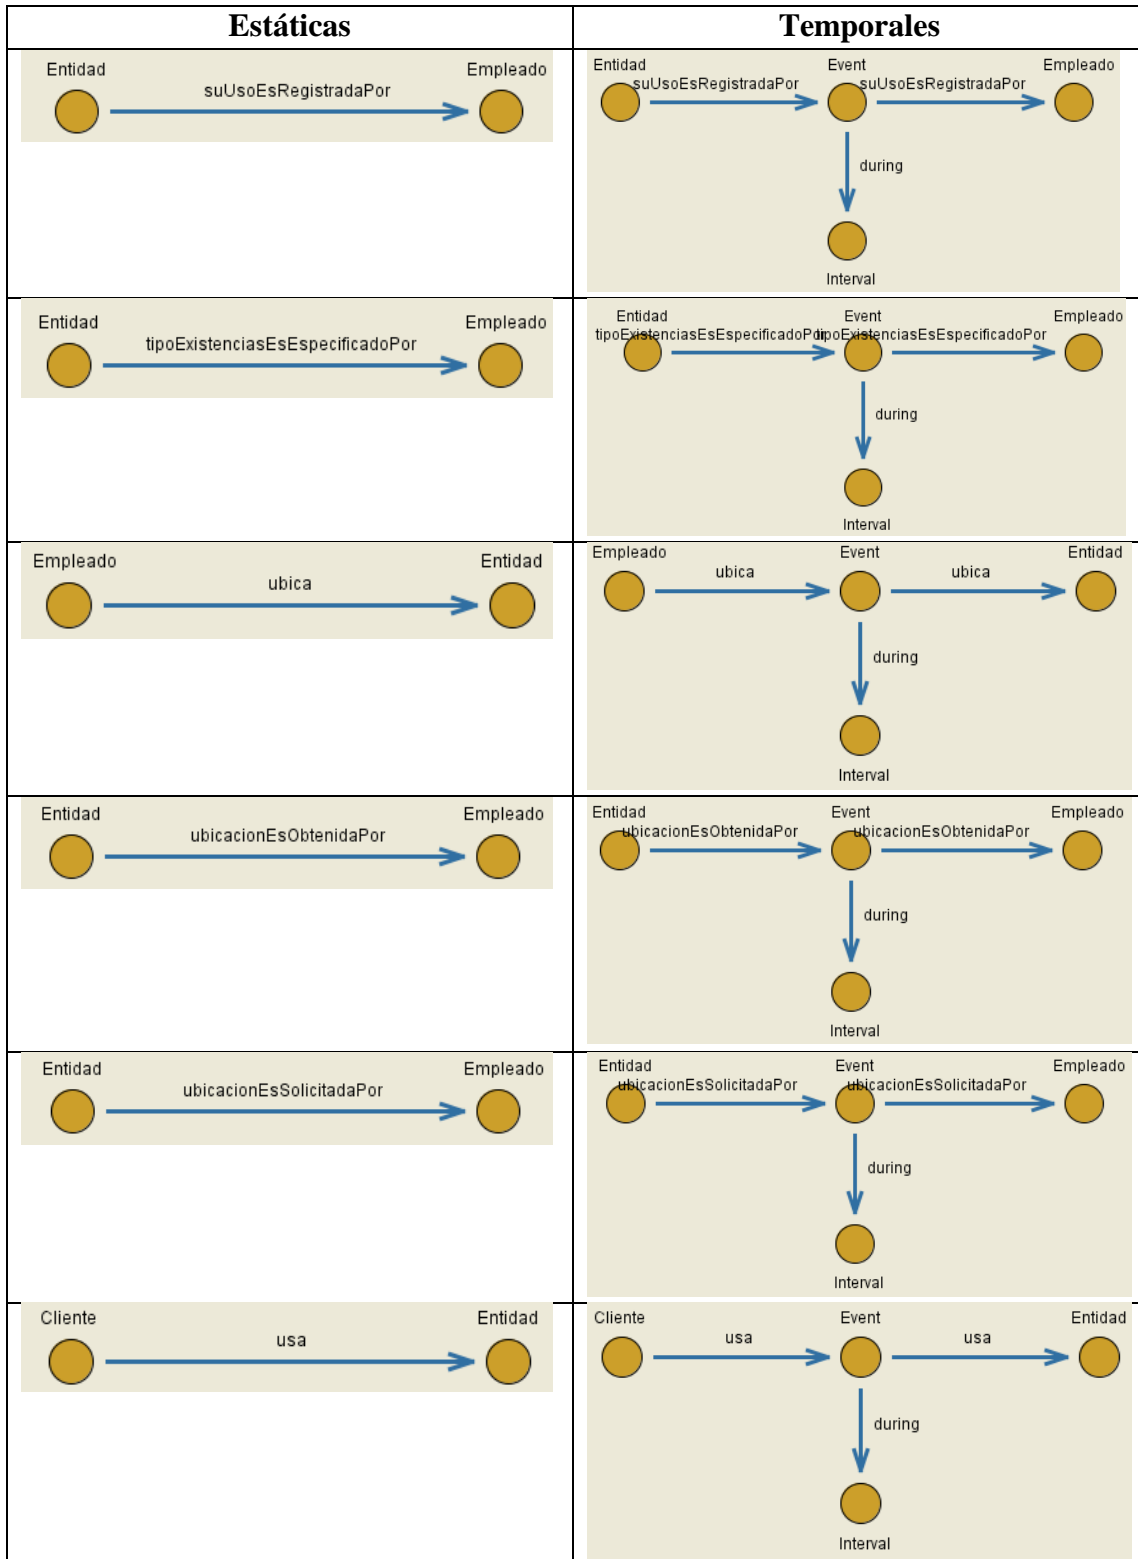 Estáticas Temporales
Entidad Empleado
suUsoEsRegistradaPor
Entidad Event Empleado
suUsoEsRegistradaPor suUsoEsRegistradaPor
during
Interval
Entidad Empleado
tipoExistenciasEsEspecificadoPor
Entidad Event Empleado
tipoExistenciasEsEspecificadoPor tipoExistenciasEsEspecificadoPor
during
Interval
Empleado Entidad
ubica
Empleado Event Entidad
ubica ubica
during
Interval
Entidad Empleado
ubicacionEsObtenidaPor
Entidad Event Empleado
ubicacionEsObtenidaPor ubicacionEsObtenidaPor
during
Interval
Entidad Empleado
ubicacionEsSolicitadaPor
Entidad Event Empleado
ubicacionEsSolicitadaPor ubicacionEsSolicitadaPor
during
Interval
Cliente Entidad
usa
Cliente Event Entidad
usa usa
during
Interval